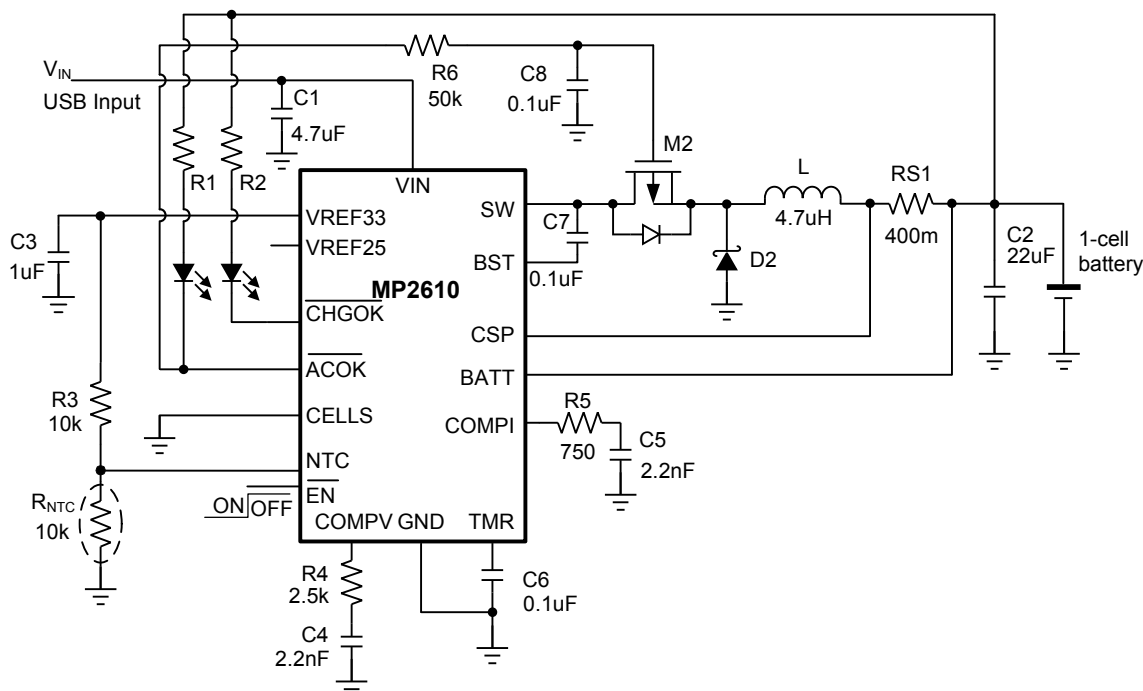 VIN
USB Input
C1
4.7uF
R6
50k
C8
0.1uF
M2
R1
R2
VIN
L
4.7uH
RS1
400m
C2
22uF
1-cell
battery
C3
1uF
VREF33
VREF25
SW
C7
0.1uF
BST
D2
MP2610
CHGOK
ACOK
CSP
BATT
R3
10k
CELLS
COMPI
R5
750
C5
2.2nF
NTC
EN
ON OFF
RNTC
10k
COMPV GND TMR
R4
2.5k
C6
0.1uF
C4
2.2nF